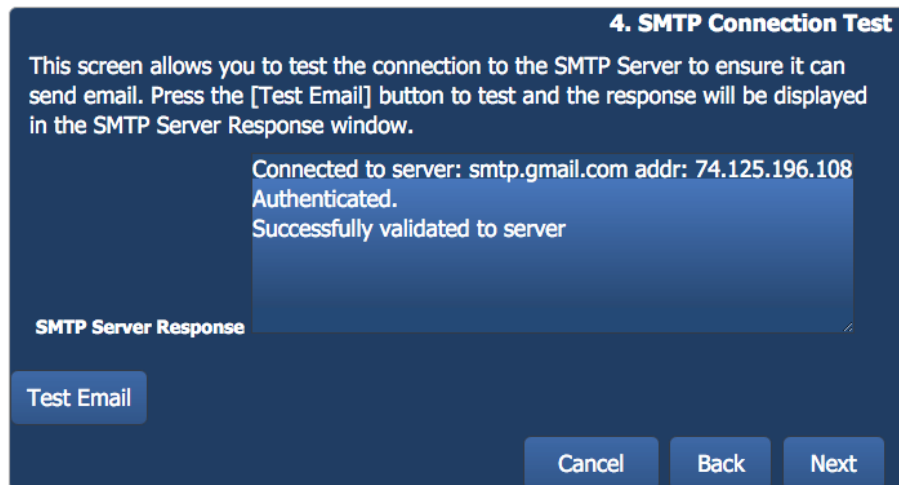 4. SMTP Connection Test
This screen allows you to test the connection to the SMTP Server to ensure it can
send email. Press the [Test Email] button to test and the response will be displayed
in the SMTP Server Response window.
Connected to server: smtp.gmail.com addr: 74.125.196.108
Authenticated.
Successfully validated to server
SMTP Server Response
Test Email
Cancel Back Next